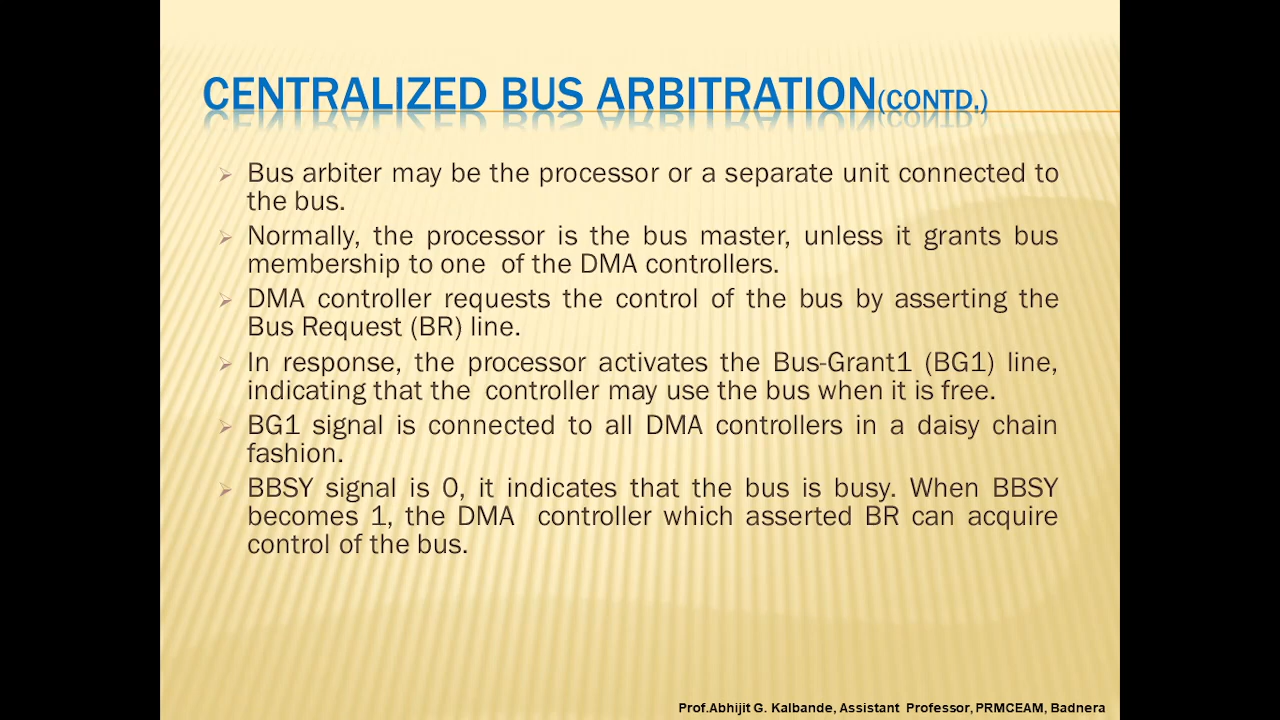 CENTRALIZED BUS ARBITRATION(CONTD.)
Bus arbiter may be the processor or a separate unit connected to
the bus.
Normally, the processor is the bus master, unless it grants bus
membership to one of the DMA controllers.
DMA controller requests the control of the bus by asserting the
Bus Request (BR) line.
In response, the processor activates the Bus-Grant1 (BG1) line,
indicating that the controller may use the bus when it is free.
BG1 signal is connected to all DMA controllers in a daisy chain
fashion.
BBSY signal is 0, it indicates that the bus is busy. When BBSY
becomes 1, the DMA controller which asserted BR can acquire
control of the bus.
Prof.Abhijit G. Kalbande, Assistant Professor, PRMCEAM, Badnera